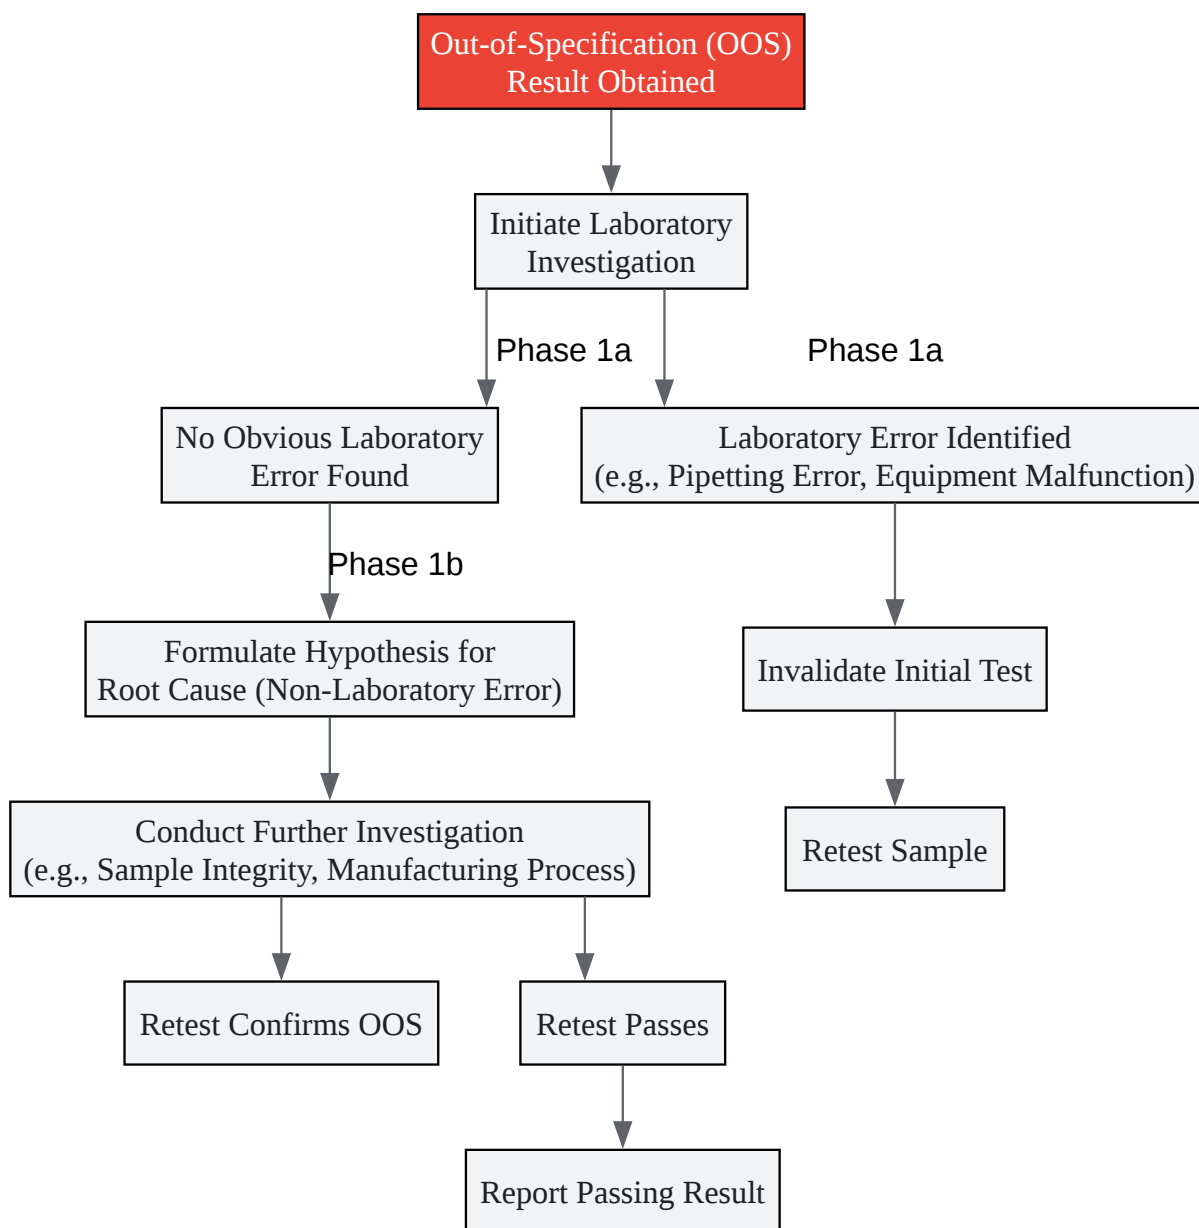 Out-of-Specification (OOS)
Result Obtained
Initiate Laboratory
Investigation
Phase 1a
Phase 1a
No Obvious Laboratory
Error Found
Laboratory Error Identified
(e.g., Pipetting Error, Equipment Malfunction)
Phase 1b
Formulate Hypothesis for
Root Cause (Non-Laboratory Error)
Invalidate Initial Test
Conduct Further Investigation
(e.g., Sample Integrity, Manufacturing Process)
Retest Sample
Retest Confirms OOS
Retest Passes
Report Passing Result